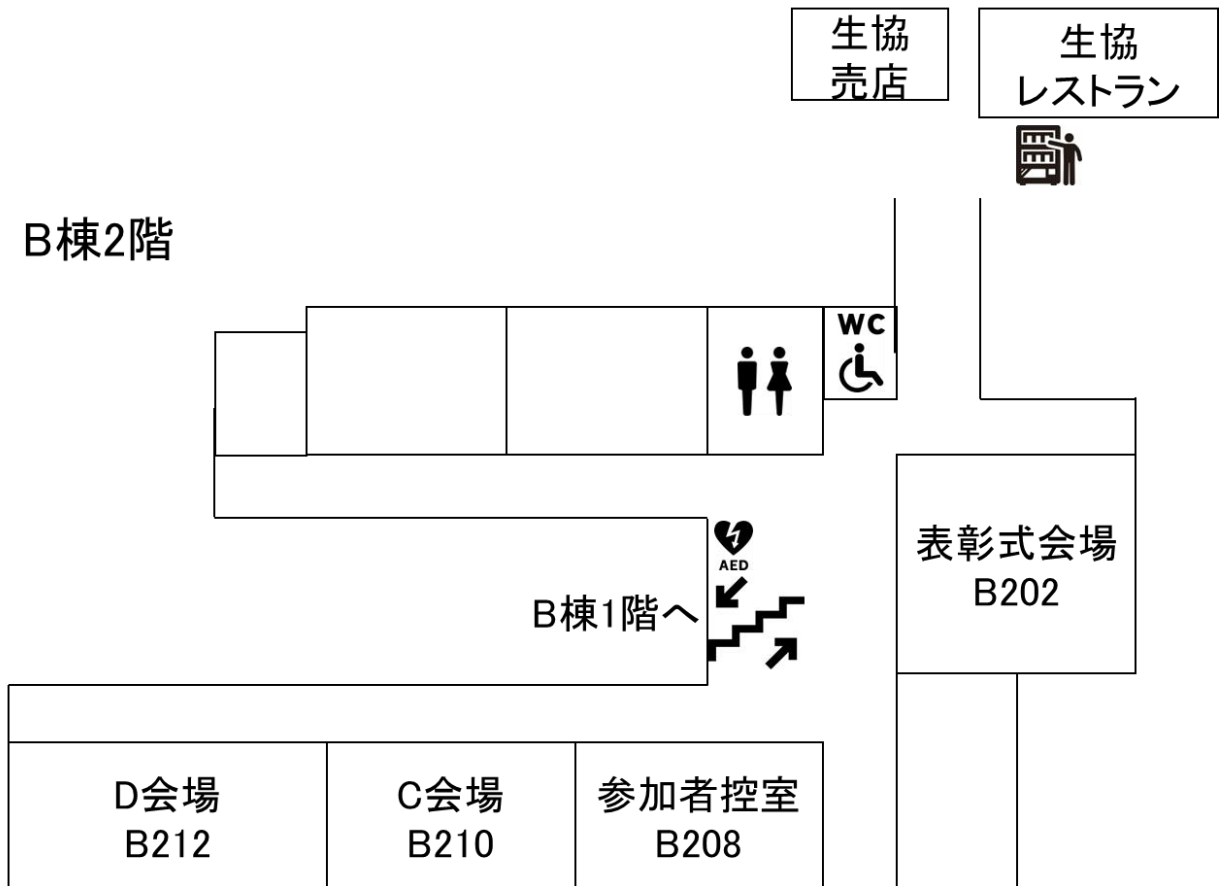 生協
売店
生協
レストラン
B棟2階
WC
AED
B棟1階へ
表彰式会場
B202
D会場
B212
C会場
B210
参加者控室
B208